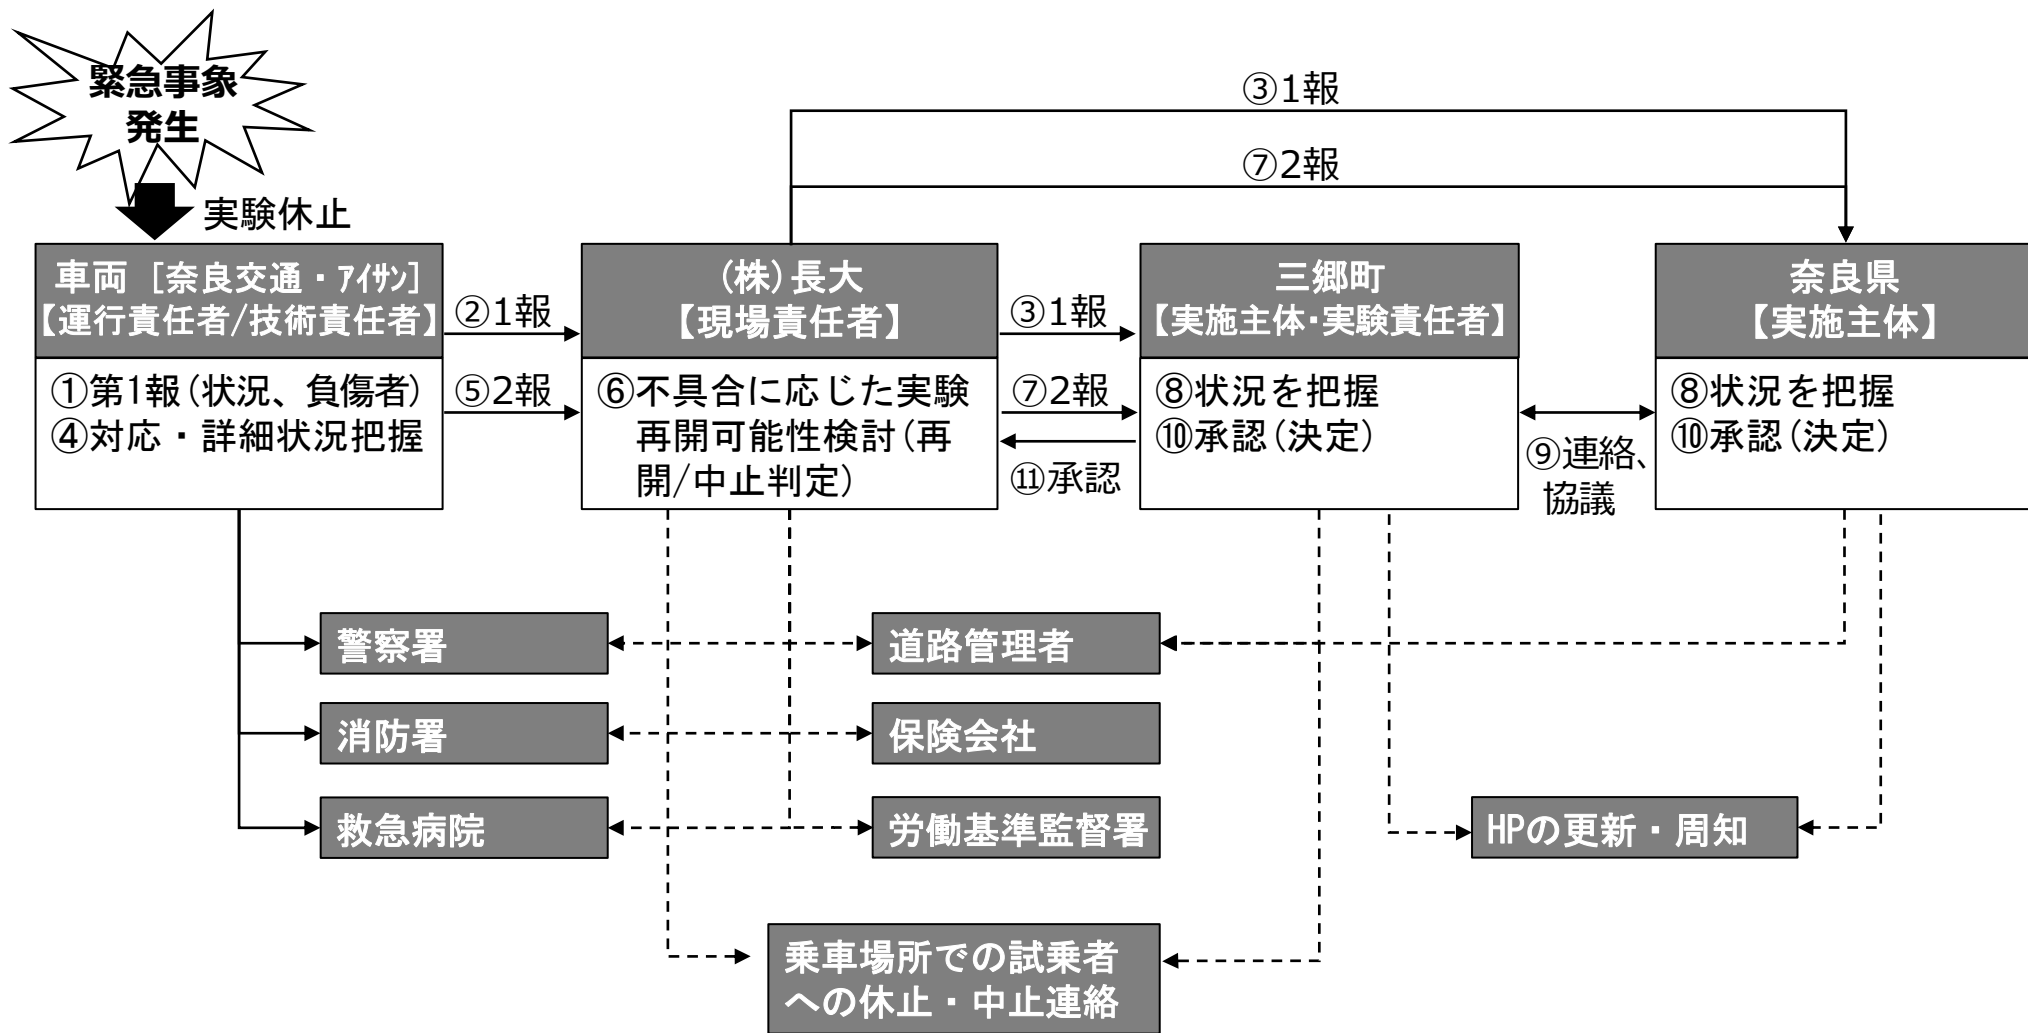 緊急事象
発生
実験休止
③1報
⑦2報
車両［奈良交通・ｱｲｻﾝ］
【運行責任者/技術責任者】
①第1報(状況、負傷者)
④対応・詳細状況把握
②1報
⑤2報
(株)長大
【現場責任者】
⑥不具合に応じた実験
再開可能性検討(再
開/中止判定)
③1報
⑦2報
⑪承認
三郷町
【実施主体・実験責任者】
⑧状況を把握
⑩承認(決定)
⑨連絡、
協議
奈良県
【実施主体】
⑧状況を把握
⑩承認(決定)
警察署
道路管理者
消防署
保険会社
救急病院
労働基準監督署
HPの更新・周知
乗車場所での試乗者
への休止・中止連絡